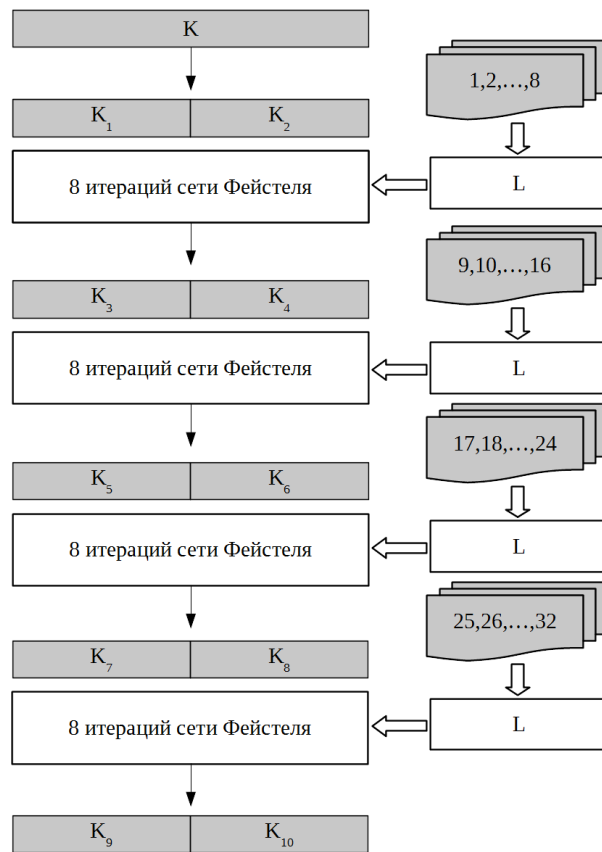 K
1,2,…,8
K₁ K₂
8 итераций сети Фейстеля
L
9,10,…,16
K₃ K₄
8 итераций сети Фейстеля
L
17,18,…,24
K₅ K₆
8 итераций сети Фейстеля
L
25,26,…,32
K₇ K₈
8 итераций сети Фейстеля
L
K₉ K₁₀